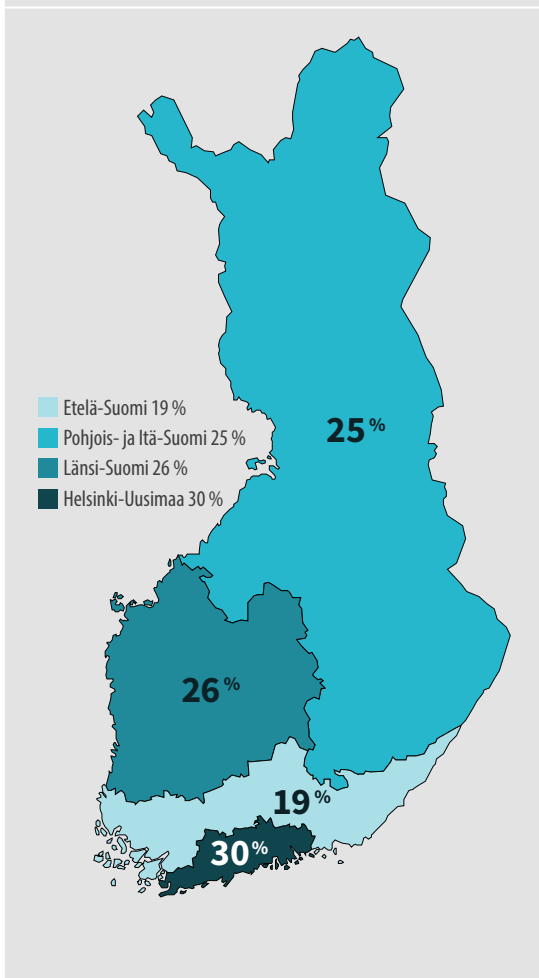 Etelä-Suomi 19 %
Pohjois- ja Itä-Suomi 25 %
Länsi-Suomi 26 %
Helsinki-Uusimaa 30 %
25 %
26 %
19 %
30 %